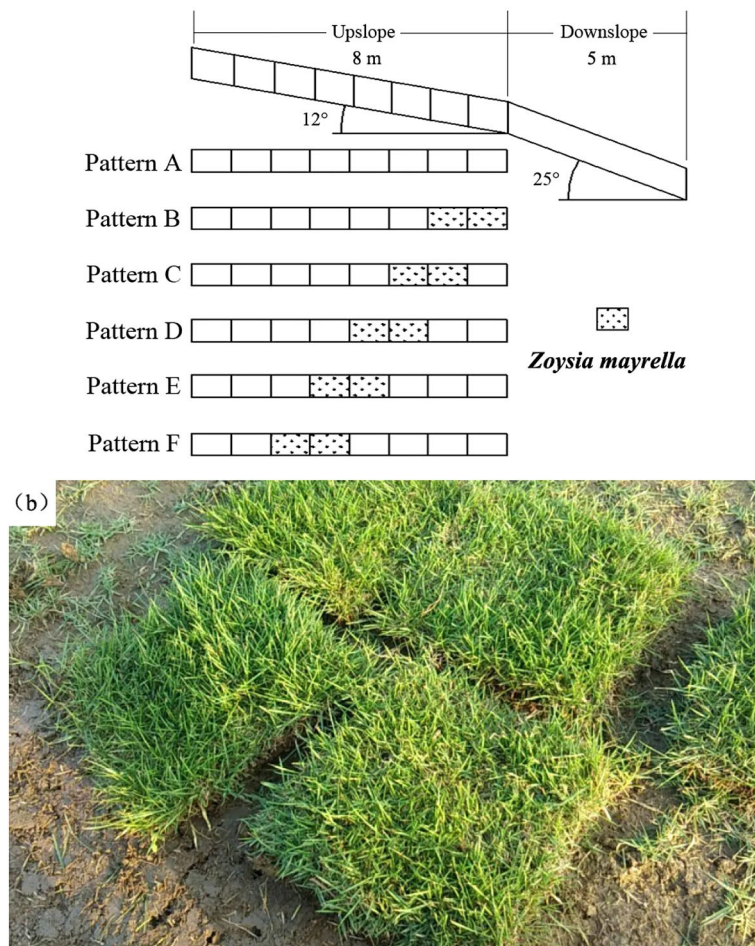 Upslope
Downslope
8 m
5 m
12°
Pattern A
25°
Pattern B
Pattern C
Pattern D
Zoysia mayrella
Pattern E
Pattern F
(b)